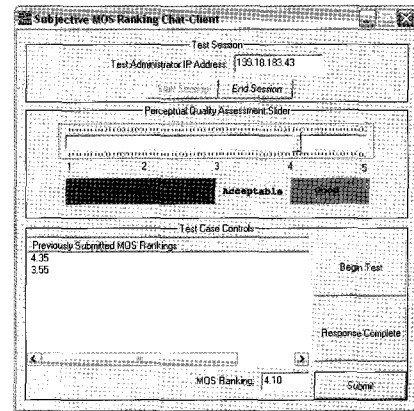 Subjective MOS Ranking Chat-Client
Test Session
Test Administrator IP Address: 139.18.183.43
Start Session End Session
Perceptual Quality Assessment Slider
1 2 3 4 5
Acceptable Good
Test Case Controls
Previously Submitted MOS Rankings
4.35
3.55
Begin Test
Response Complete
MOS Ranking: 4.10
Submit